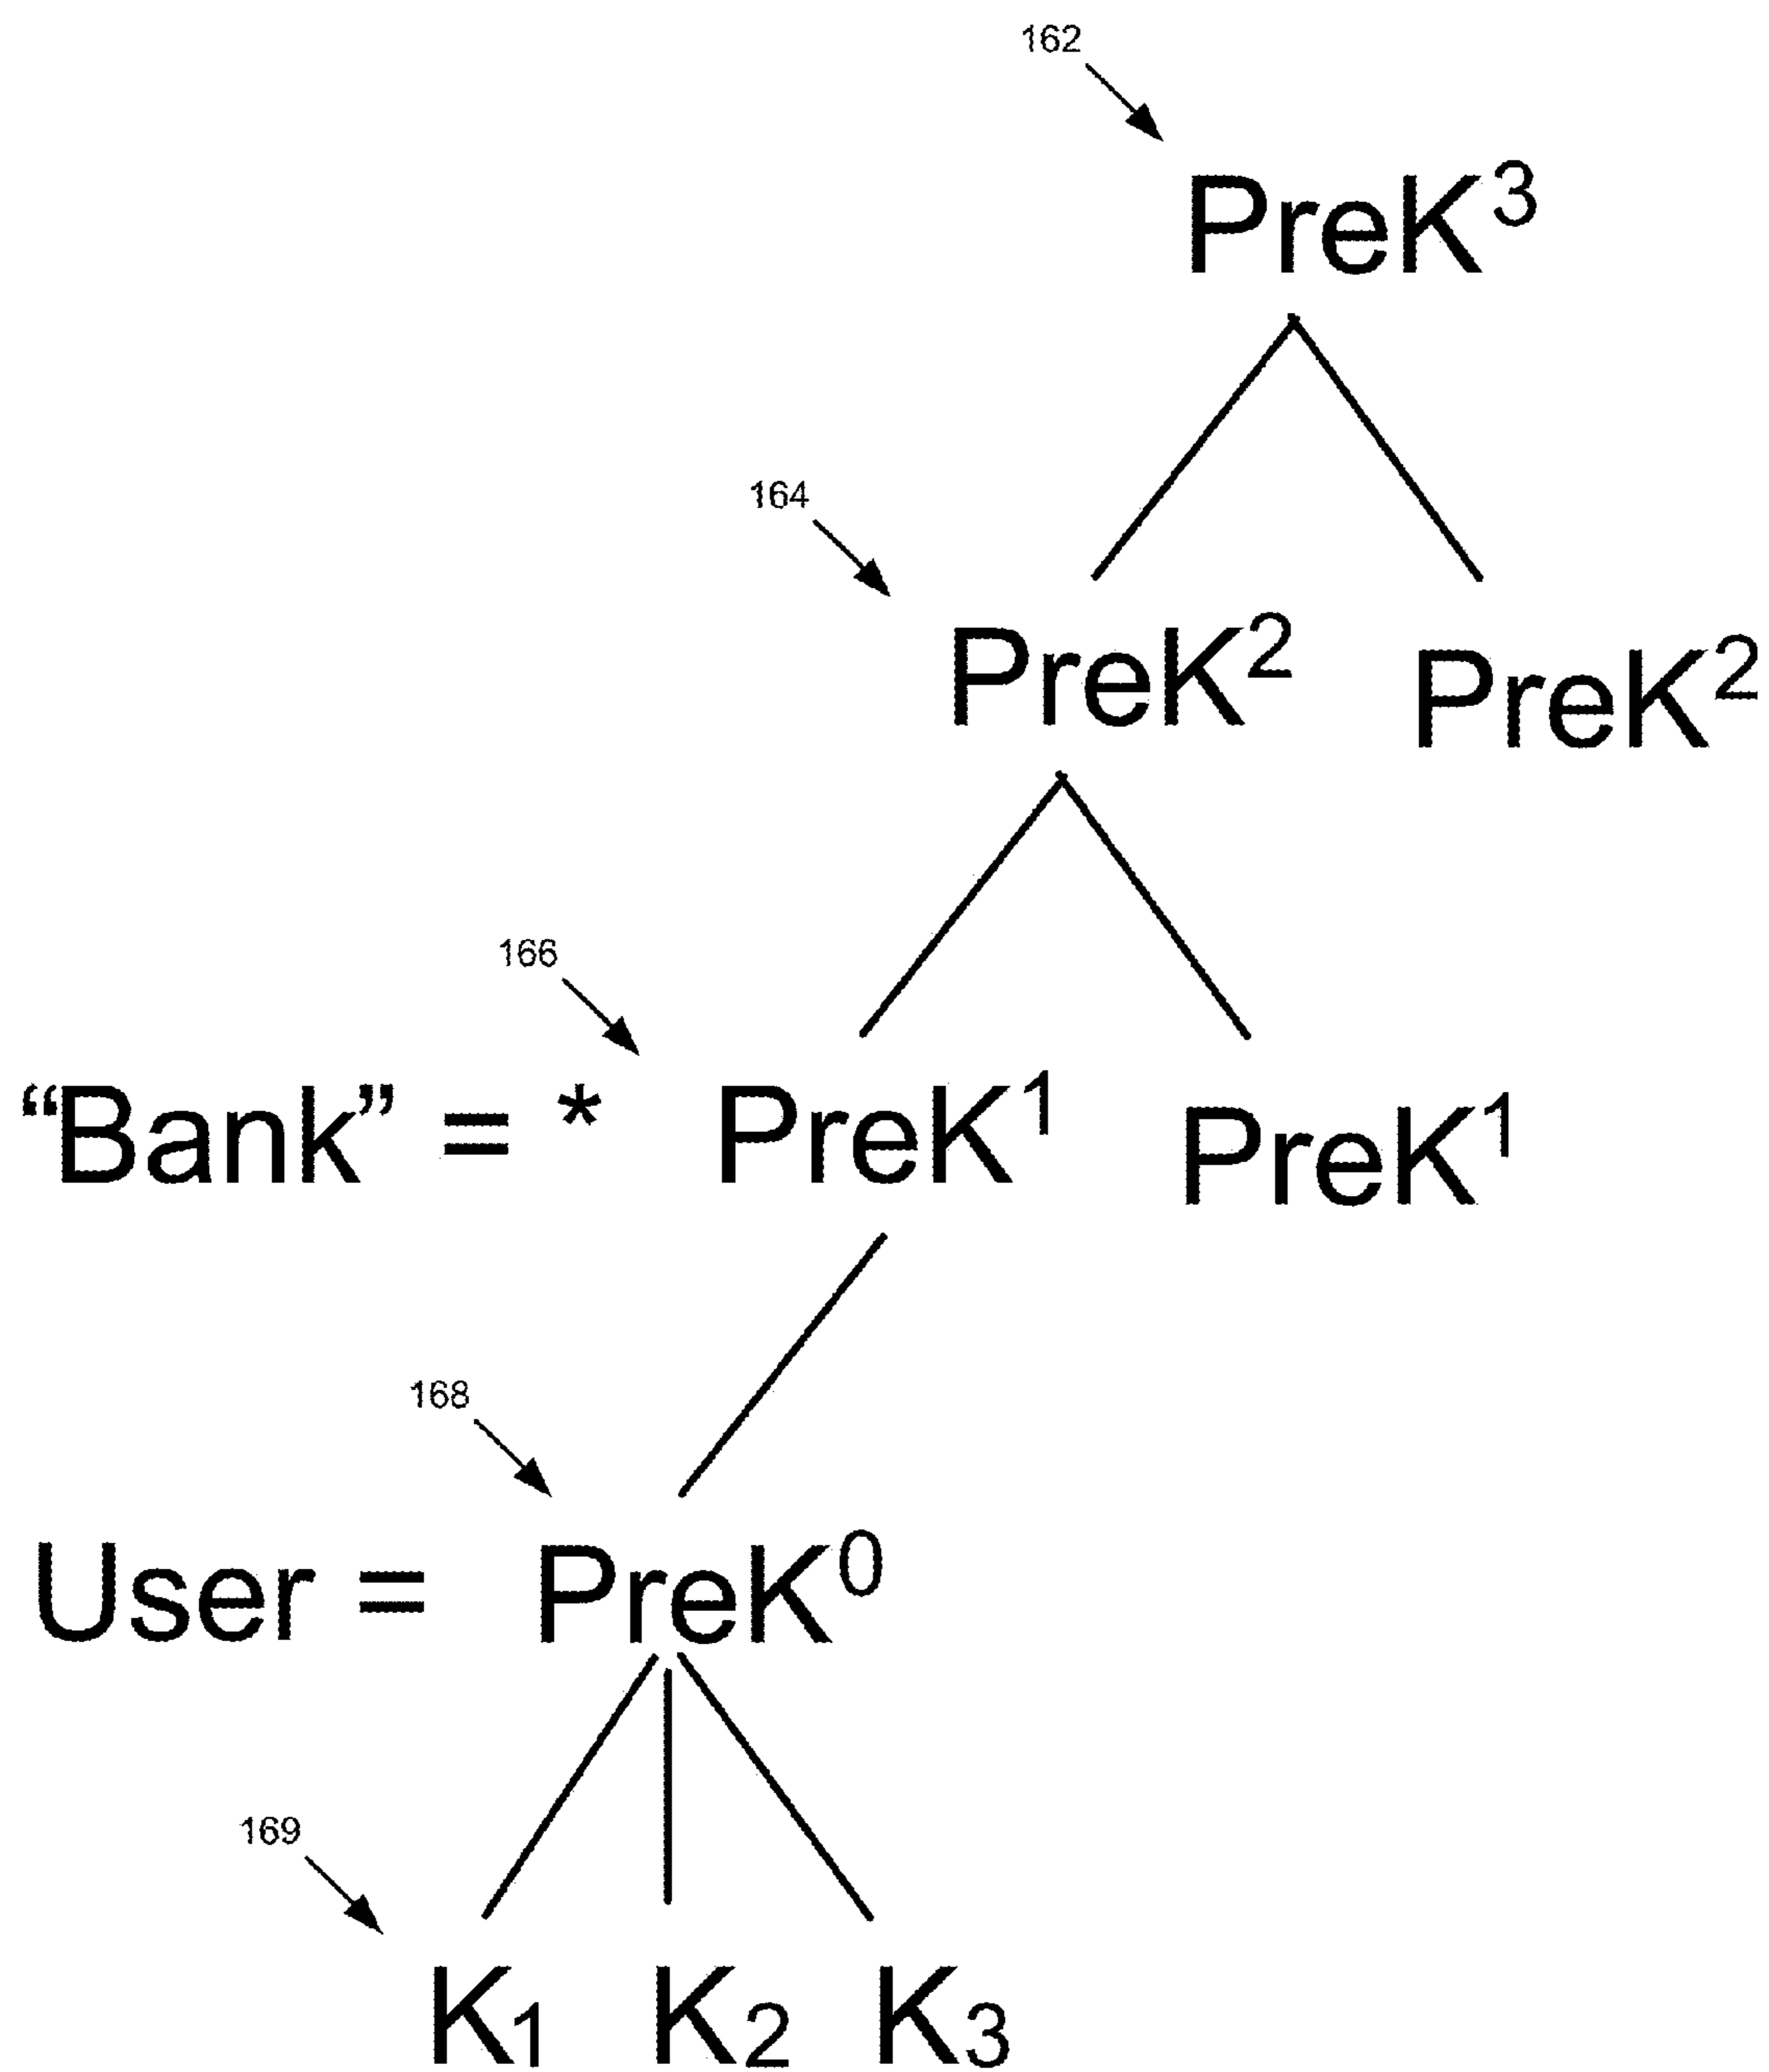 162
PreK³
164
PreK² PreK²
166
“Bank” = * PreK¹ PreK¹
168
User = PreK⁰
169
K₁ K₂ K₃